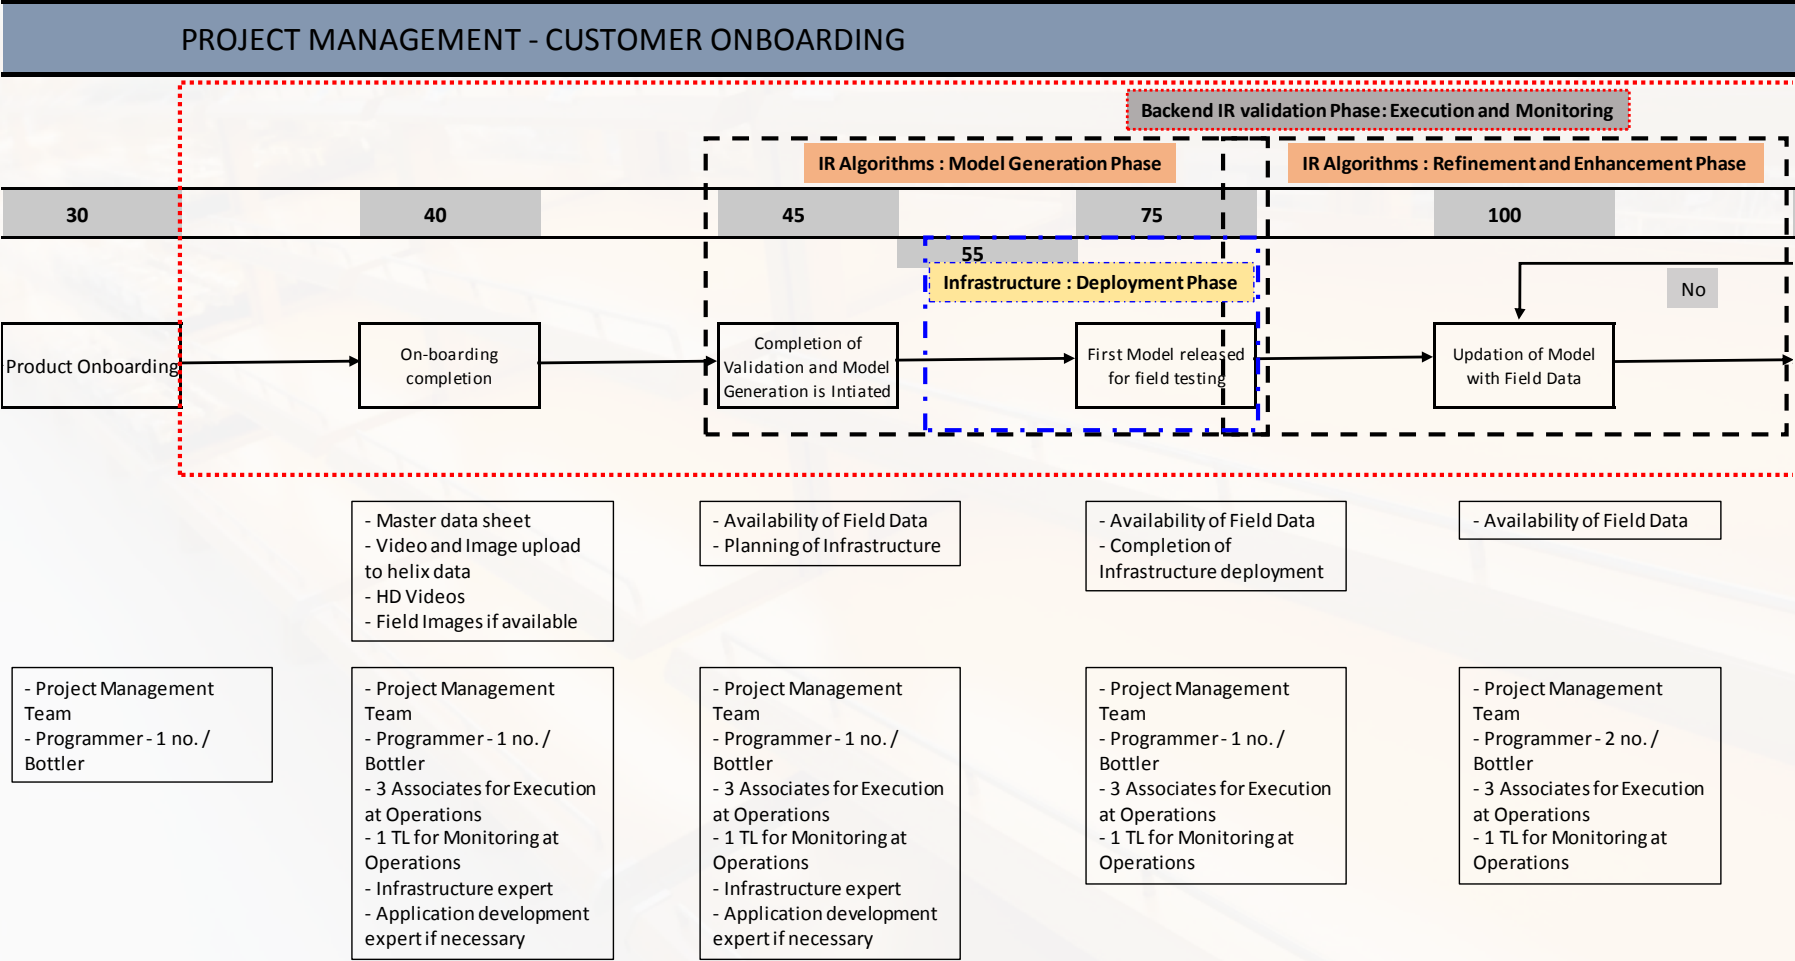 PROJECT MANAGEMENT - CUSTOMER ONBOARDING
Backend IR validation Phase: Execution and Monitoring
IR Algorithms : Model Generation Phase
IR Algorithms : Refinement and Enhancement Phase
30
40
45
75
100
55
Infrastructure : Deployment Phase
No
Product Onboarding
On-boarding
completion
Completion of
Validation and Model
Generation is Intiated
First Model released
for field testing
Updation of Model
with Field Data
- Master data sheet
- Video and Image upload
to helix data
- HD Videos
- Field Images if available
- Availability of Field Data
- Planning of Infrastructure
- Availability of Field Data
- Completion of
Infrastructure deployment
- Availability of Field Data
- Project Management
Team
- Programmer - 1 no. /
Bottler
- Project Management
Team
- Programmer - 1 no. /
Bottler
- 3 Associates for Execution
at Operations
- 1 TL for Monitoring at
Operations
- Infrastructure expert
- Application development
expert if necessary
- Project Management
Team
- Programmer - 1 no. /
Bottler
- 3 Associates for Execution
at Operations
- 1 TL for Monitoring at
Operations
- Infrastructure expert
- Application development
expert if necessary
- Project Management
Team
- Programmer - 1 no. /
Bottler
- 3 Associates for Execution
at Operations
- 1 TL for Monitoring at
Operations
- Project Management
Team
- Programmer - 2 no. /
Bottler
- 3 Associates for Execution
at Operations
- 1 TL for Monitoring at
Operations